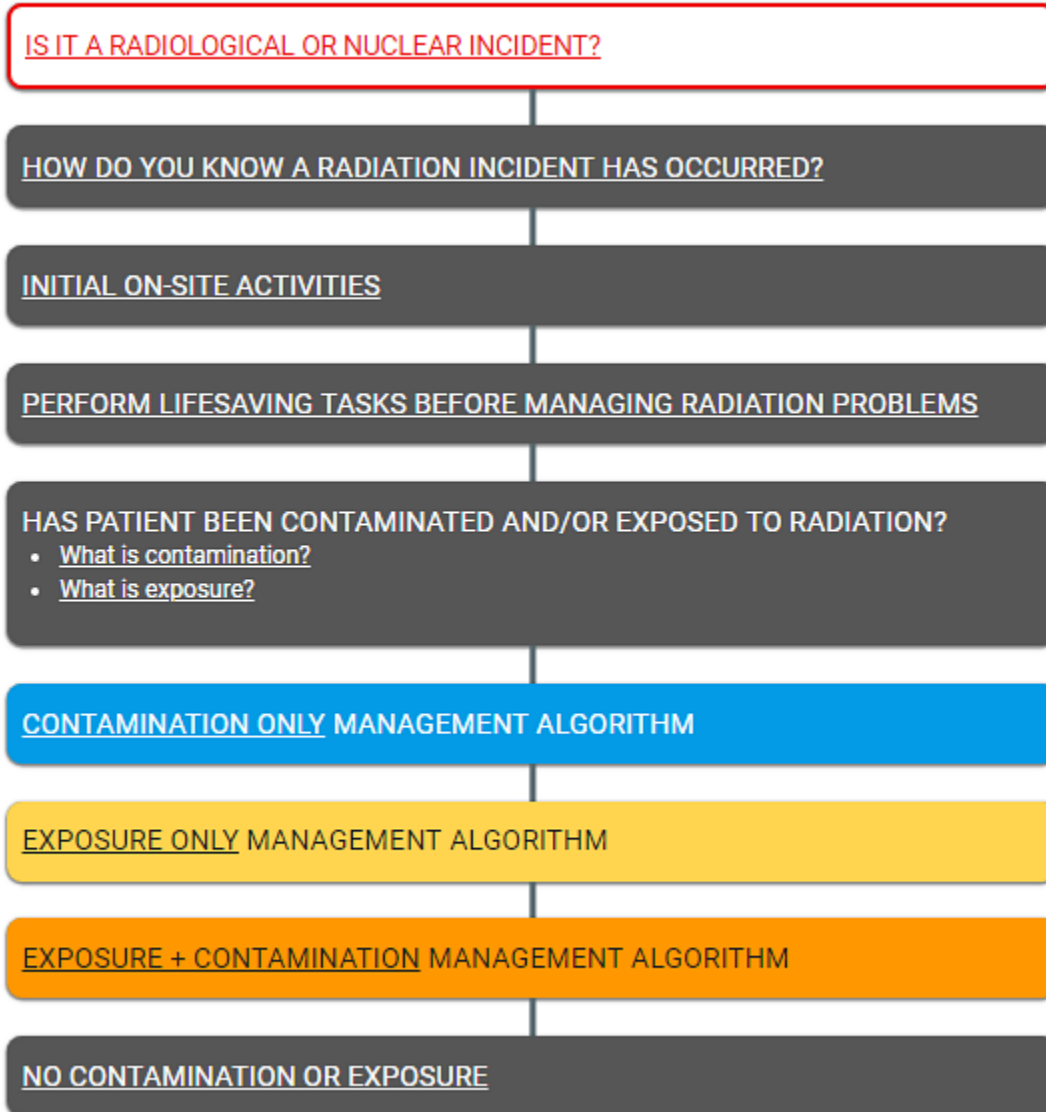 IS IT A RADIOLOGICAL OR NUCLEAR INCIDENT?
HOW DO YOU KNOW A RADIATION INCIDENT HAS OCCURRED?
INITIAL ON-SITE ACTIVITIES
PERFORM LIFESAVING TASKS BEFORE MANAGING RADIATION PROBLEMS
HAS PATIENT BEEN CONTAMINATED AND/OR EXPOSED TO RADIATION?
• What is contamination?
• What is exposure?
CONTAMINATION ONLY MANAGEMENT ALGORITHM
EXPOSURE ONLY MANAGEMENT ALGORITHM
EXPOSURE + CONTAMINATION MANAGEMENT ALGORITHM
NO CONTAMINATION OR EXPOSURE